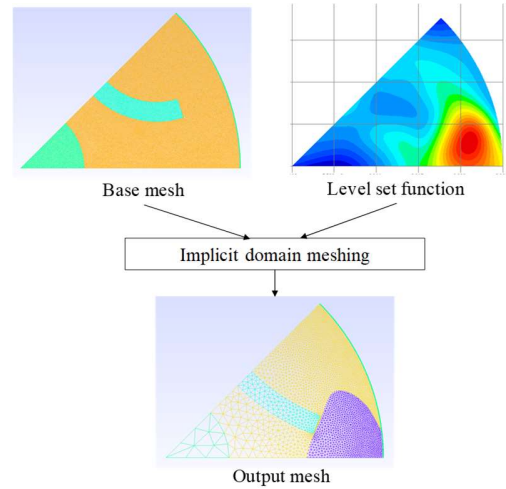 Base mesh
Level set function
Implicit domain meshing
Output mesh